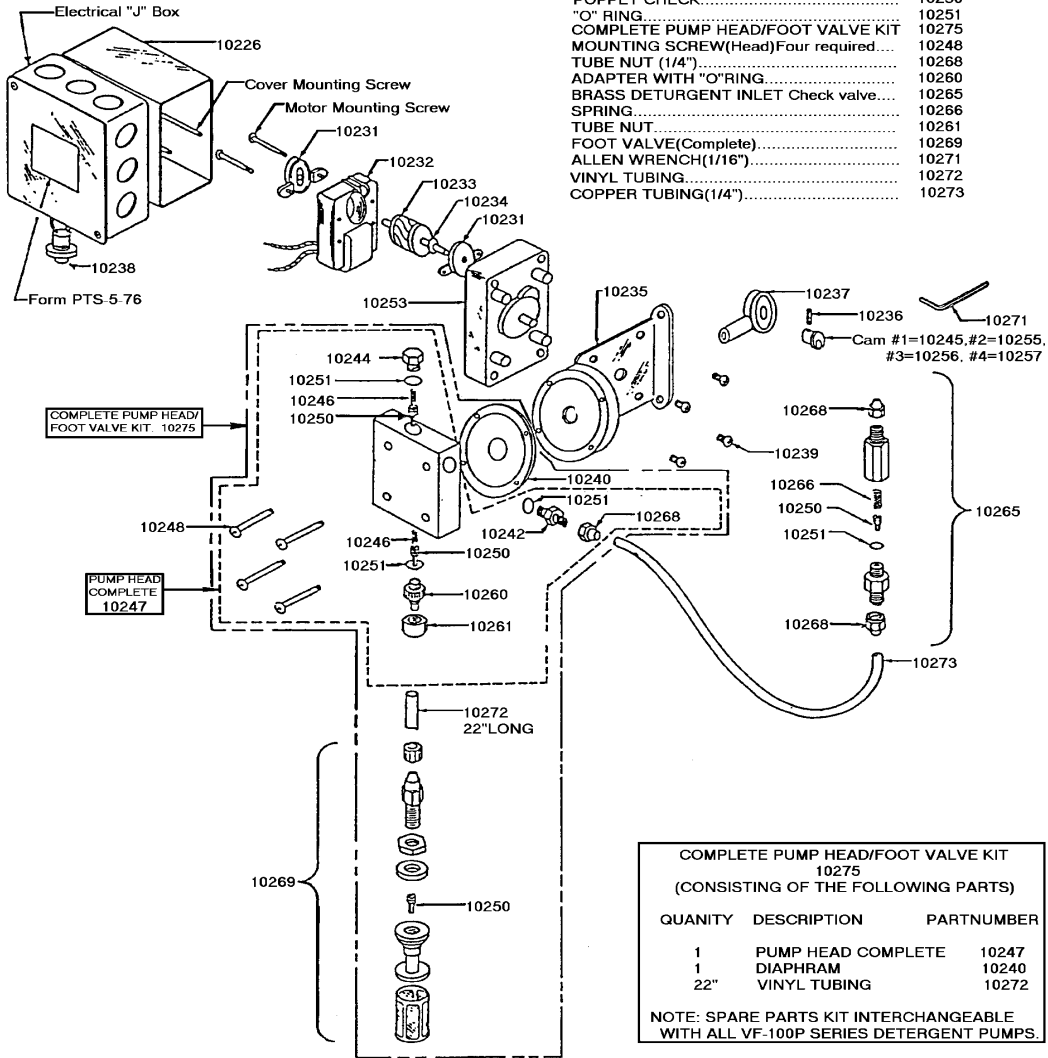 Electrical "J" Box
10226
Cover Mounting Screw
Motor Mounting Screw
10231
10232
10233
10234
10231
10238
Form PTS-5-76
10253
10235
10237
10236
10271
Cam #1=10245,#2=10255,
#3=10256, #4=10257
"O" RING 10251
COMPLETE PUMP HEAD/FOOT VALVE KIT 10275
MOUNTING SCREW(Head)Four required.... 10248
TUBE NUT (1/4") 10268
ADAPTER WITH "O"RING 10260
BRASS DETURGENT INLET Check valve.... 10265
SPRING 10266
TUBE NUT 10261
FOOT VALVE(Complete) 10269
ALLEN WRENCH(1/16") 10271
VINYL TUBING 10272
COPPER TUBING(1/4") 10273
10244
10251
10246
10250
COMPLETE PUMP HEAD/
FOOT VALVE KIT. 10275
10240
10239
10251
10242
10268
10248
10246
10250
10251
PUMP HEAD
COMPLETE
10247
10260
10261
10268
10266
10250
10251
10265
10268
10273
10272
22"LONG
10269
10250
COMPLETE PUMP HEAD/FOOT VALVE KIT
10275
(CONSISTING OF THE FOLLOWING PARTS)
QUANITY DESCRIPTION PARTNUMBER
1 PUMP HEAD COMPLETE 10247
1 DIAPHRAM 10240
22" VINYL TUBING 10272
NOTE: SPARE PARTS KIT INTERCHANGEABLE
WITH ALL VF-100P SERIES DETERGENT PUMPS.